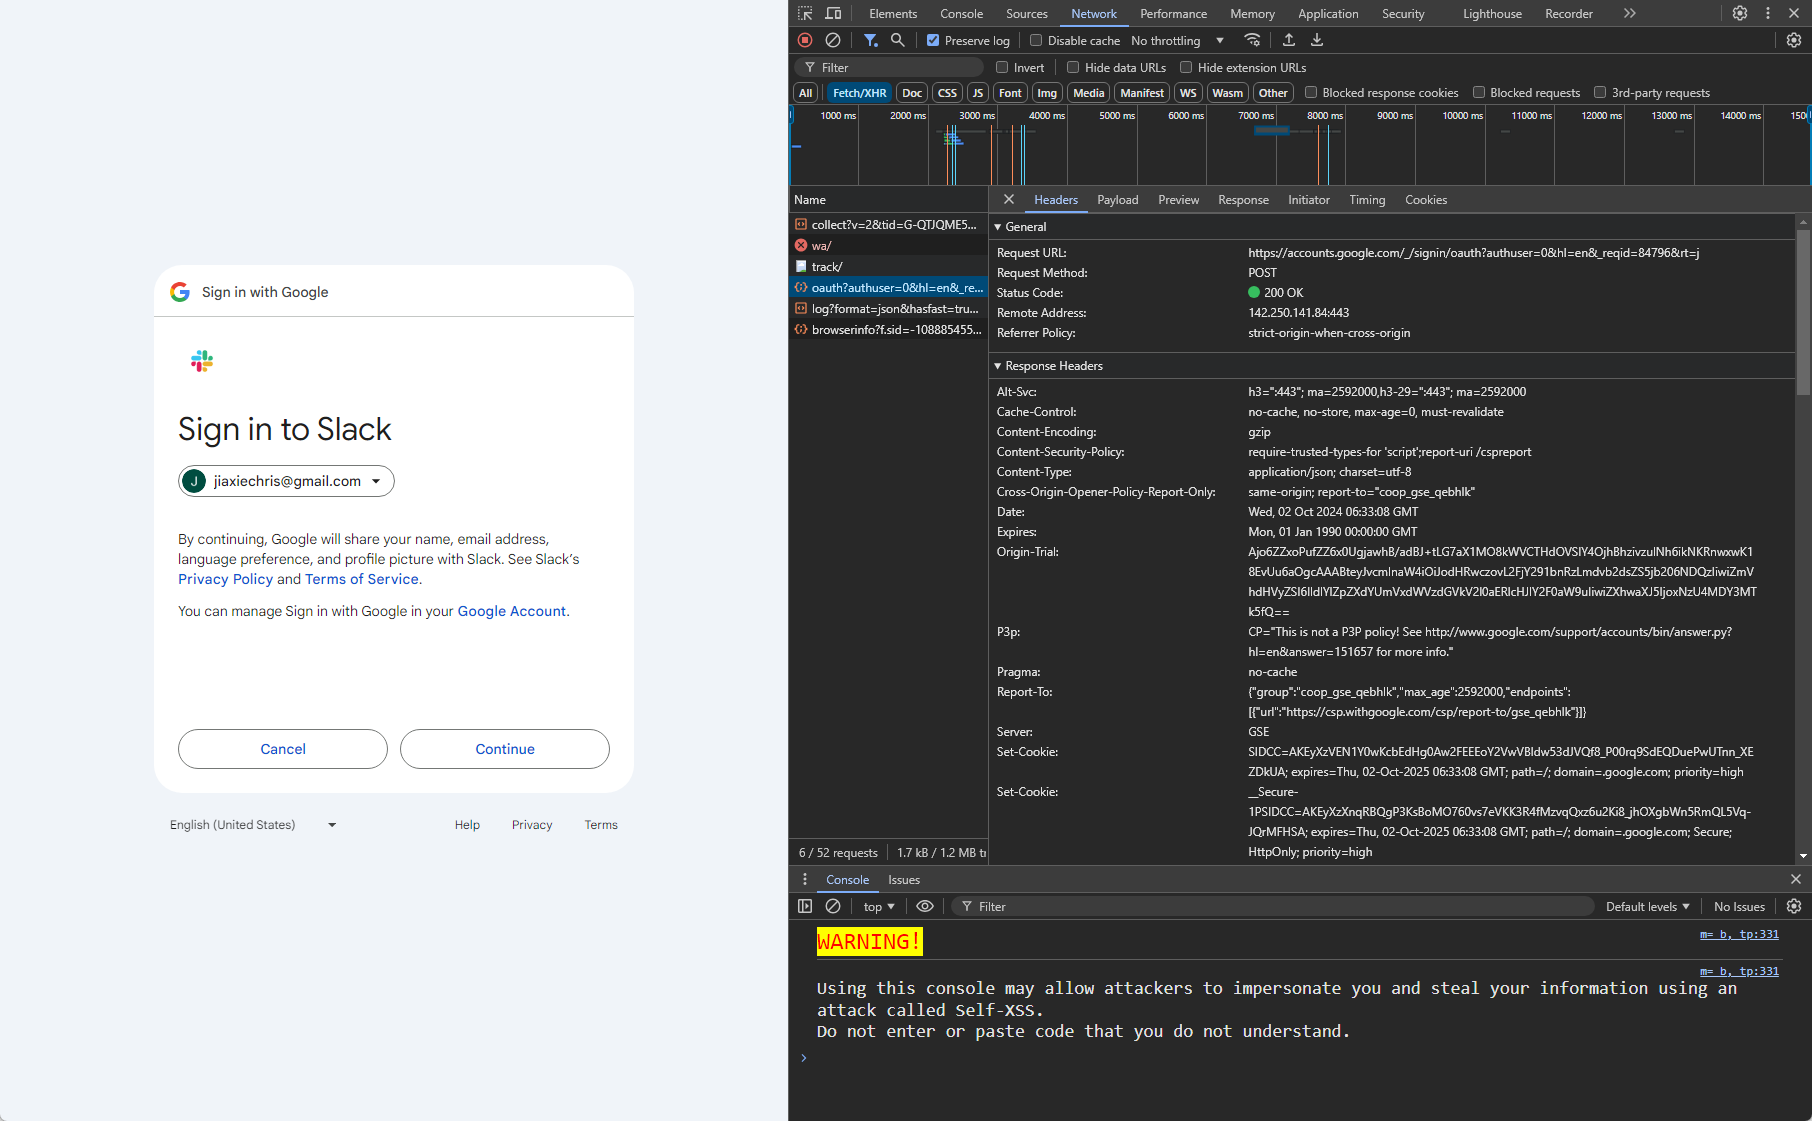 Sign in with Google
Sign in to Slack
J jiaxiechris@gmail.com
By continuing, Google will share your name, email address,
language preference, and profile picture with Slack. See Slack's
Privacy Policy and Terms of Service.
You can manage Sign in with Google in your Google Account.
Cancel Continue
English (United States) Help Privacy Terms
Elements Console Sources Network Performance Memory Application Security Lighthouse Recorder
Preserve log Disable cache No throttling
Filter Invert Hide data URLs Hide extension URLs
All Fetch/XHR Doc CSS JS Font Img Media Manifest WS Wasm Other Blocked response cookies Blocked requests 3rd-party requests
1000 ms 2000 ms 3000 ms 4000 ms 5000 ms 6000 ms 7000 ms 8000 ms 9000 ms 10000 ms 11000 ms 12000 ms 13000 ms 14000 ms
Name
collect?v=2&tid=G-QTJQME5...
wa/
track/
oauth?authuser=0&hl=en&_re...
log?format=json&hasfast=tru...
browserinfo?f.sid=-108885455...
6 / 52 requests 1.7 kB / 1.2 MB
Headers Payload Preview Response Initiator Timing Cookies
General
Request URL: https://accounts.google.com/_/signin/oauth?authuser=0&hl=en&_reqid=84796&rt=j
Request Method: POST
Status Code: 200 OK
Remote Address: 142.250.141.84:443
Referrer Policy: strict-origin-when-cross-origin
Response Headers
Alt-Svc: h3=":443"; ma=2592000,h3-29=":443"; ma=2592000
Cache-Control: no-cache, no-store, max-age=0, must-revalidate
Content-Encoding: gzip
Content-Security-Policy: require-trusted-types-for 'script';report-uri /cspreport
Content-Type: application/json; charset=utf-8
Cross-Origin-Opener-Policy-Report-Only: same-origin; report-to="coop_gse_qebhlk"
Date: Wed, 02 Oct 2024 06:33:08 GMT
Expires: Mon, 01 Jan 1990 00:00:00 GMT
Origin-Trial:
k5fQ==
P3p: CP="This is not a P3P policy! See http://www.google.com/support/accounts/bin/answer.py?
hl=en&answer=151657 for more info."
Pragma: no-cache
Report-To: {"group":"coop_gse_qebhlk","max_age":2592000,"endpoints":
[{"url":"https://csp.withgoogle.com/csp/report-to/gse_qebhlk"}]}
Server: GSE
Set-Cookie:
expires=Thu, 02-Oct-2025 06:33:08 GMT; path=/; domain=.google.com; priority=high
Set-Cookie: __Secure-
expires=Thu, 02-Oct-2025 06:33:08 GMT; path=/; domain=.google.com; Secure;
HttpOnly; priority=high
Console Issues
top Filter Default levels No Issues
WARNING! m=_b,_tp:331
m=_b,_tp:331
Using this console may allow attackers to impersonate you and steal your information using an
attack called Self-XSS.
Do not enter or paste code that you do not understand.